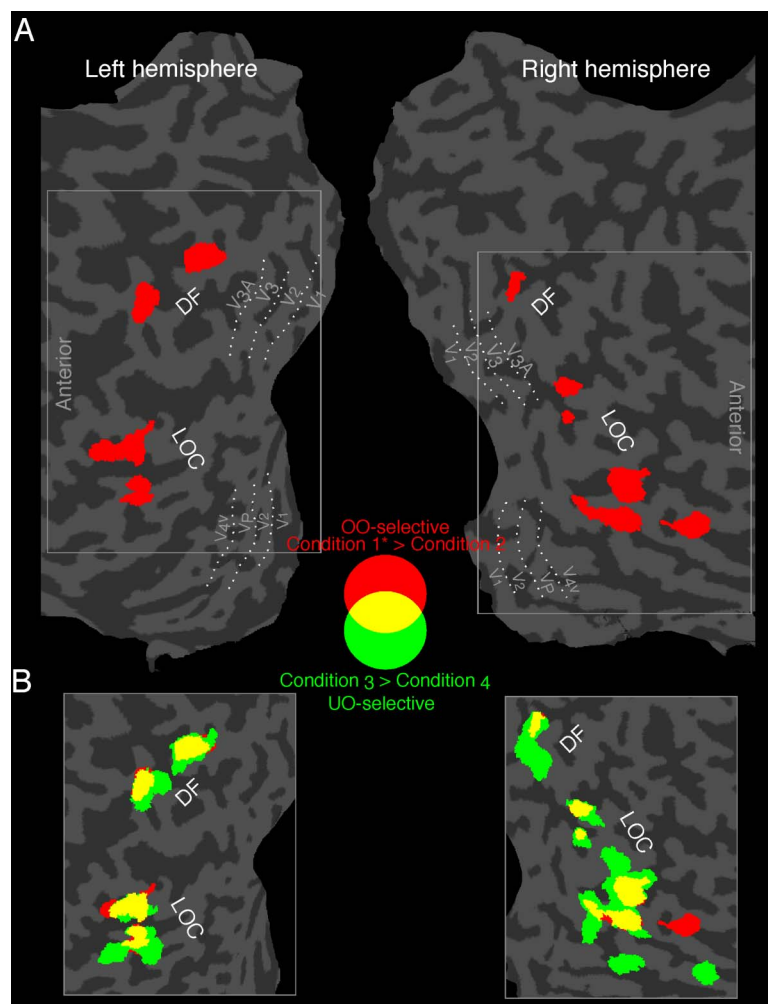 A
Left hemisphere
Right hemisphere
DF
V3A
V3
V2
V1
Anterior
LOC
V4v
VP
V2
V1
DF
V1
V2
V3
V3A
LOC
Anterior
V1
V2
VP
V4v
OO-selective
Condition 1* > Condition 2
Condition 3 > Condition 4
UO-selective
B
DF
LOC
DF
LOC